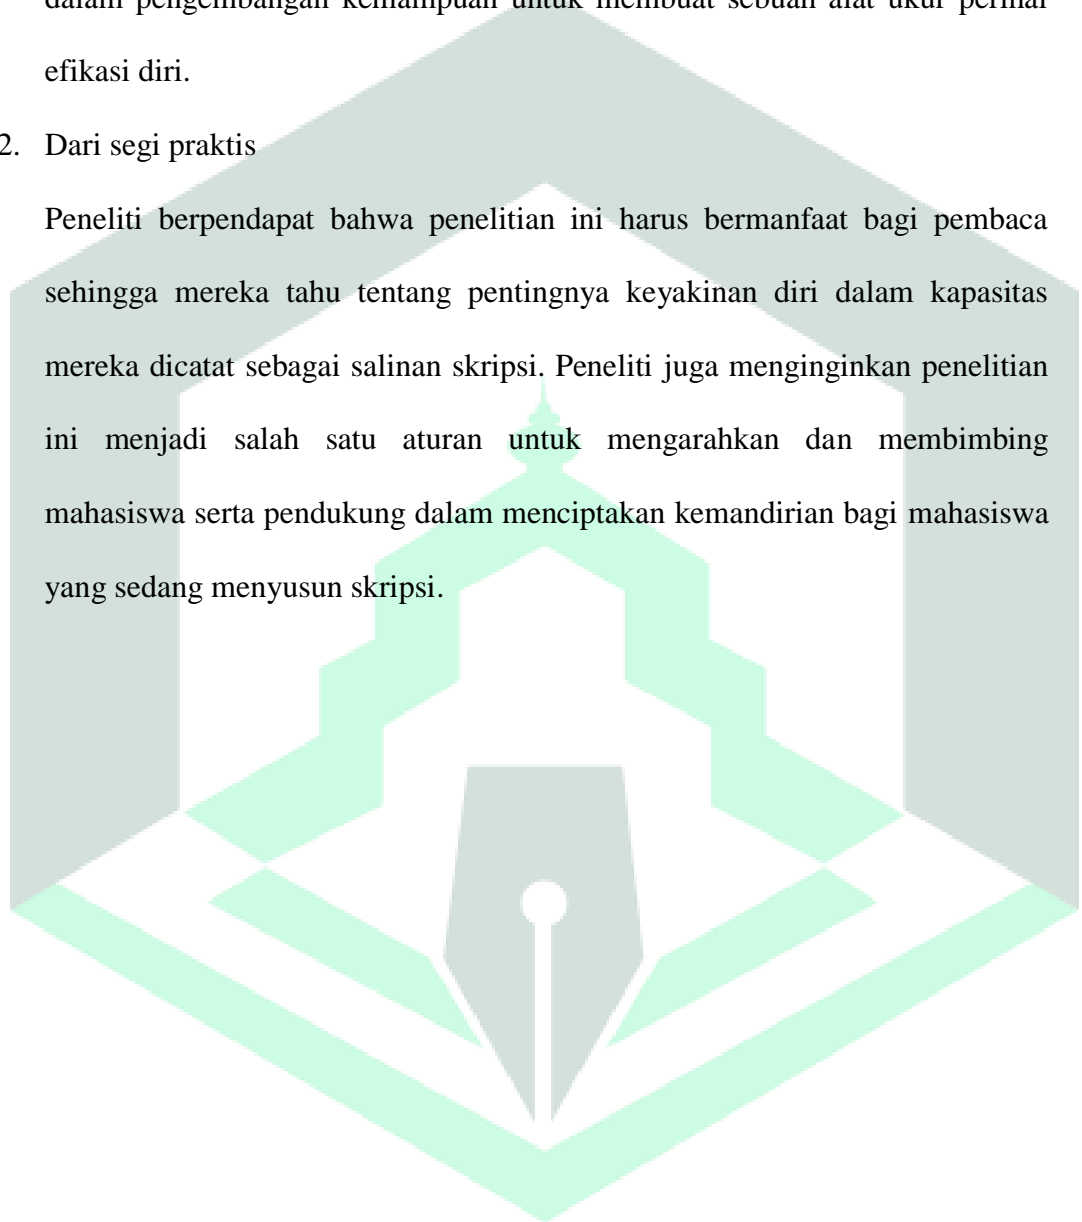 dalam pengembangan kemampuan untuk membuat sebuah alat ukur perihal
efikasi diri.
2. Dari segi praktis
Peneliti berpendapat bahwa penelitian ini harus bermanfaat bagi pembaca
sehingga mereka tahu tentang pentingnya keyakinan diri dalam kapasitas
mereka dicatat sebagai salinan skripsi. Peneliti juga menginginkan penelitian
ini menjadi salah satu aturan untuk mengarahkan dan membimbing
mahasiswa serta pendukung dalam menciptakan kemandirian bagi mahasiswa
yang sedang menyusun skripsi.